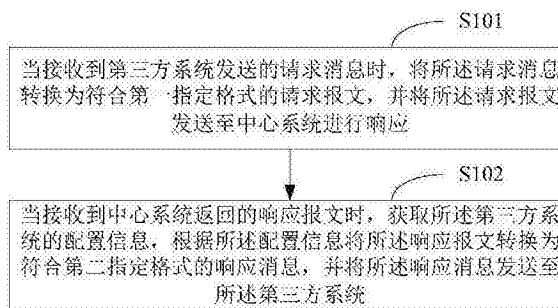 S101
当接收到第三方系统发送的请求消息时，将所述请求消息
转换为符合第一指定格式的请求报文，并将所述请求报文
发送至中心系统进行响应
S102
当接收到中心系统返回的响应报文时，获取所述第三方系
统的配置信息，根据所述配置信息将所述响应报文转换为
符合第二指定格式的响应消息，并将所述响应消息发送至
所述第三方系统